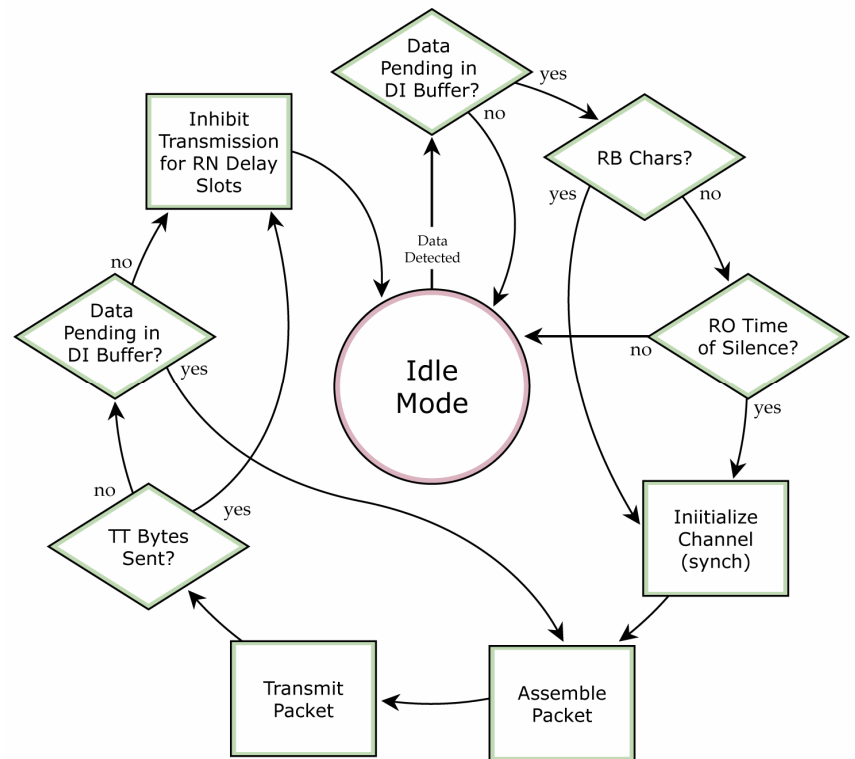 Data
Pending in
DI Buffer?
yes
no
Inhibit
Transmission
for RN Delay
Slots
RB Chars?
yes
no
Data
Detected
no
Data
Pending in
DI Buffer?
yes
RO Time
of Silence?
no
yes
Idle
Mode
no
yes
TT Bytes
Sent?
Iniitialize
Channel
(synch)
Transmit
Packet
Assemble
Packet